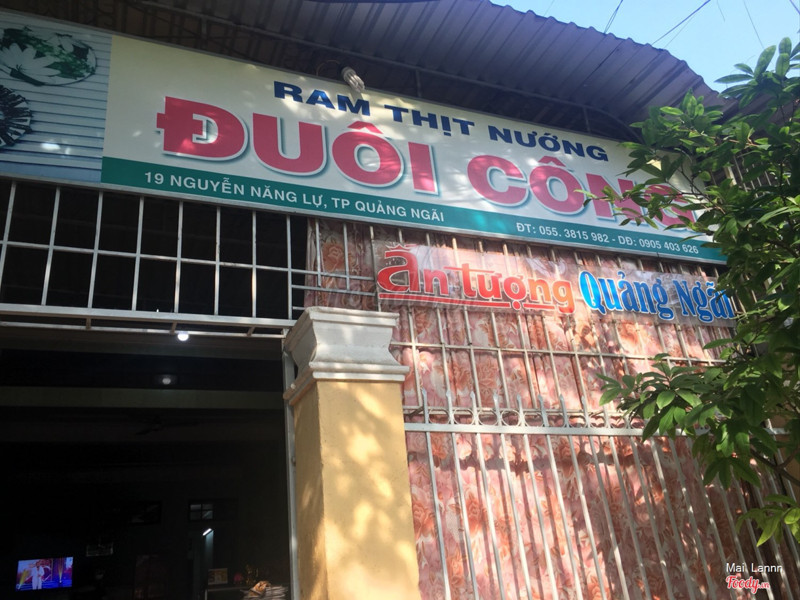 RAM THỊT NƯỚNG
ĐUÔI CÔNG
19 NGUYỄN NĂNG LỰ, TP QUẢNG NGÃI
ĐT: 055. 3815 982 - DĐ: 0905 403 626
ăn tượng Quảng Ngãi
Mai Lannn
Foody.vn